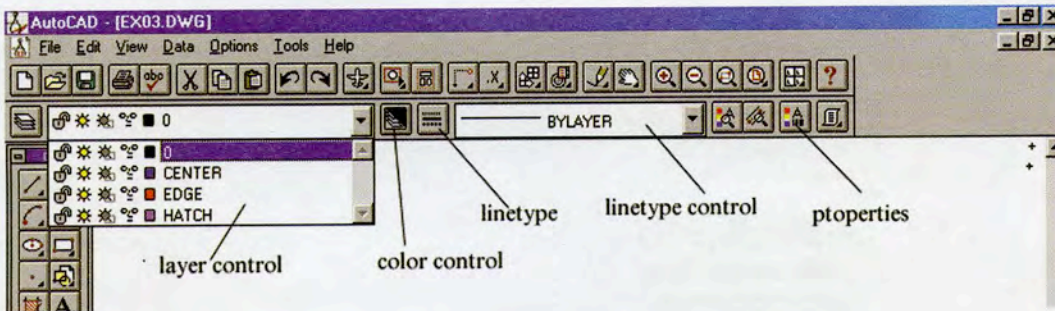 AutoCAD - [EX03.DWG]
File Edit View Data Options Tools Help
abc .X, ?
0 BYLAYER
0
CENTER
EDGE
HATCH
linetype linetype control ptoperties
layer control color control
A